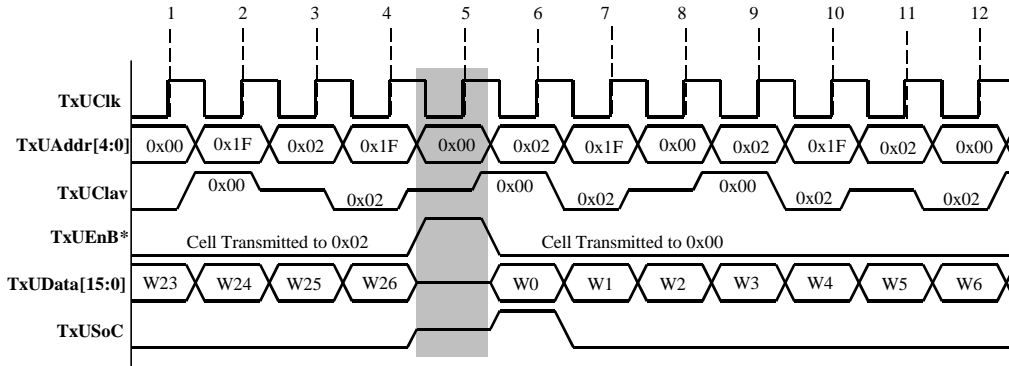 1 2 3 4 5 6 7 8 9 10 11 12
TxUClk
TxUAddr[4:0] 0x00 0x1F 0x02 0x1F 0x00 0x02 0x1F 0x00 0x02 0x1F 0x02 0x00
TxUClav 0x00 0x02 0x00 0x02 0x00 0x02 0x02
TxUEnB* Cell Transmitted to 0x02 Cell Transmitted to 0x00
TxUData[15:0] W23 W24 W25 W26 W0 W1 W2 W3 W4 W5 W6
TxUSoC